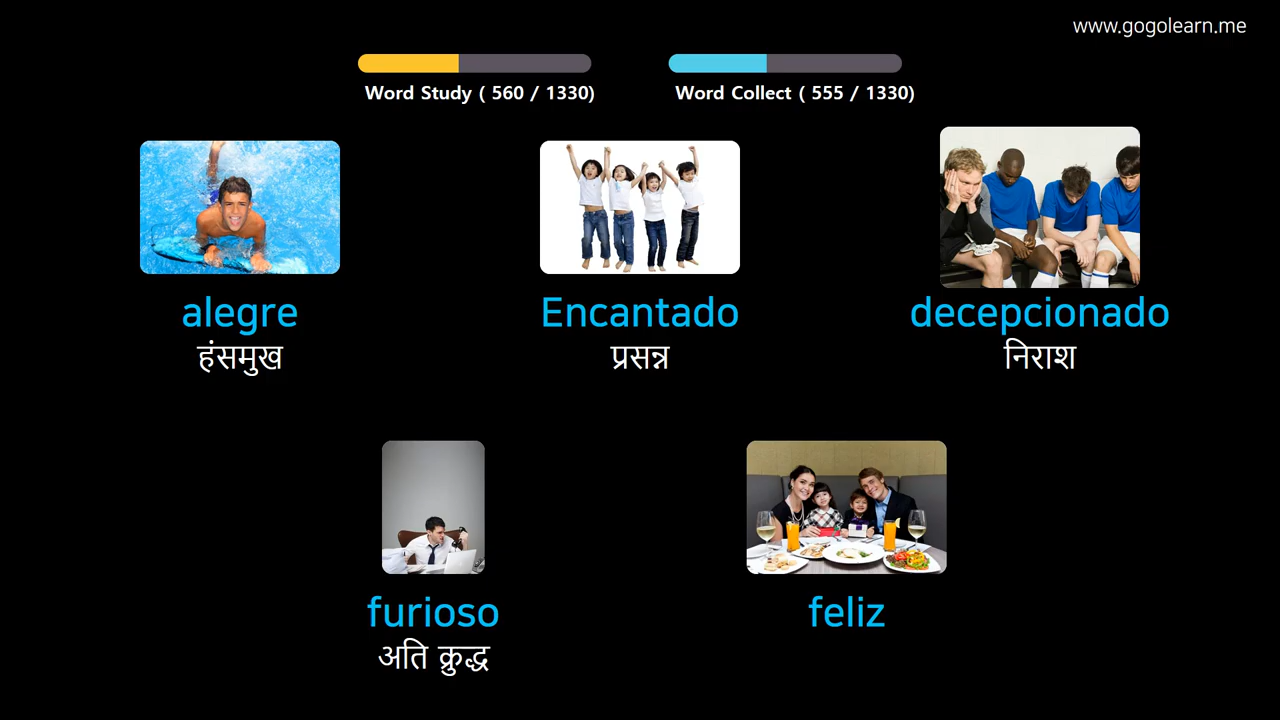 www.gogolearn.me
Word Study ( 560 / 1330)
Word Collect ( 555 / 1330)
alegre
हंसमुख
Encantado
प्रसन्न
decepcionado
निराश
furioso
अति क्रुद्ध
feliz